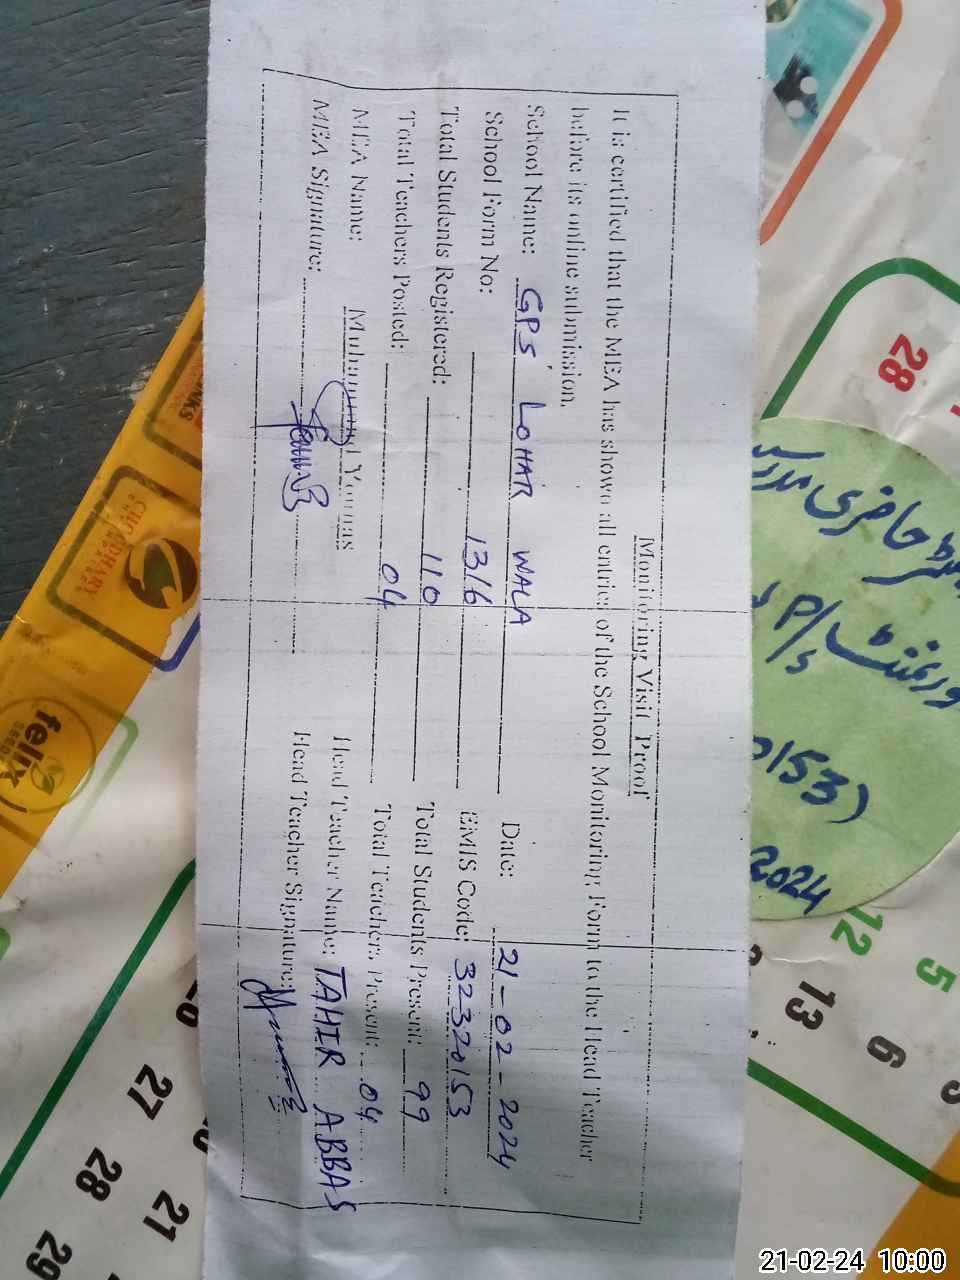 Monitoring Visit Proof
It is certified that the MEA has shown all entries of the School Monitoring Form to the Head Teacher
before its online submission.
School Name: GPS LOHAR WALA Date: 21-02-2024
School Form No: 1316 EMIS Code: 32320153
Total Students Registered: 110 Total Students Present: 99
Total Teachers Posted: 04 Total Teachers Present: 04
MEA Name: Muhammad Younas Head Teacher Name: TAHIR ABBAS
MEA Signature: Head Teacher Signature:
28
P/S
0153)
2024
12
5
13
6
27
28
21
29
felix
CHOADHARY
21-02-24 10:00